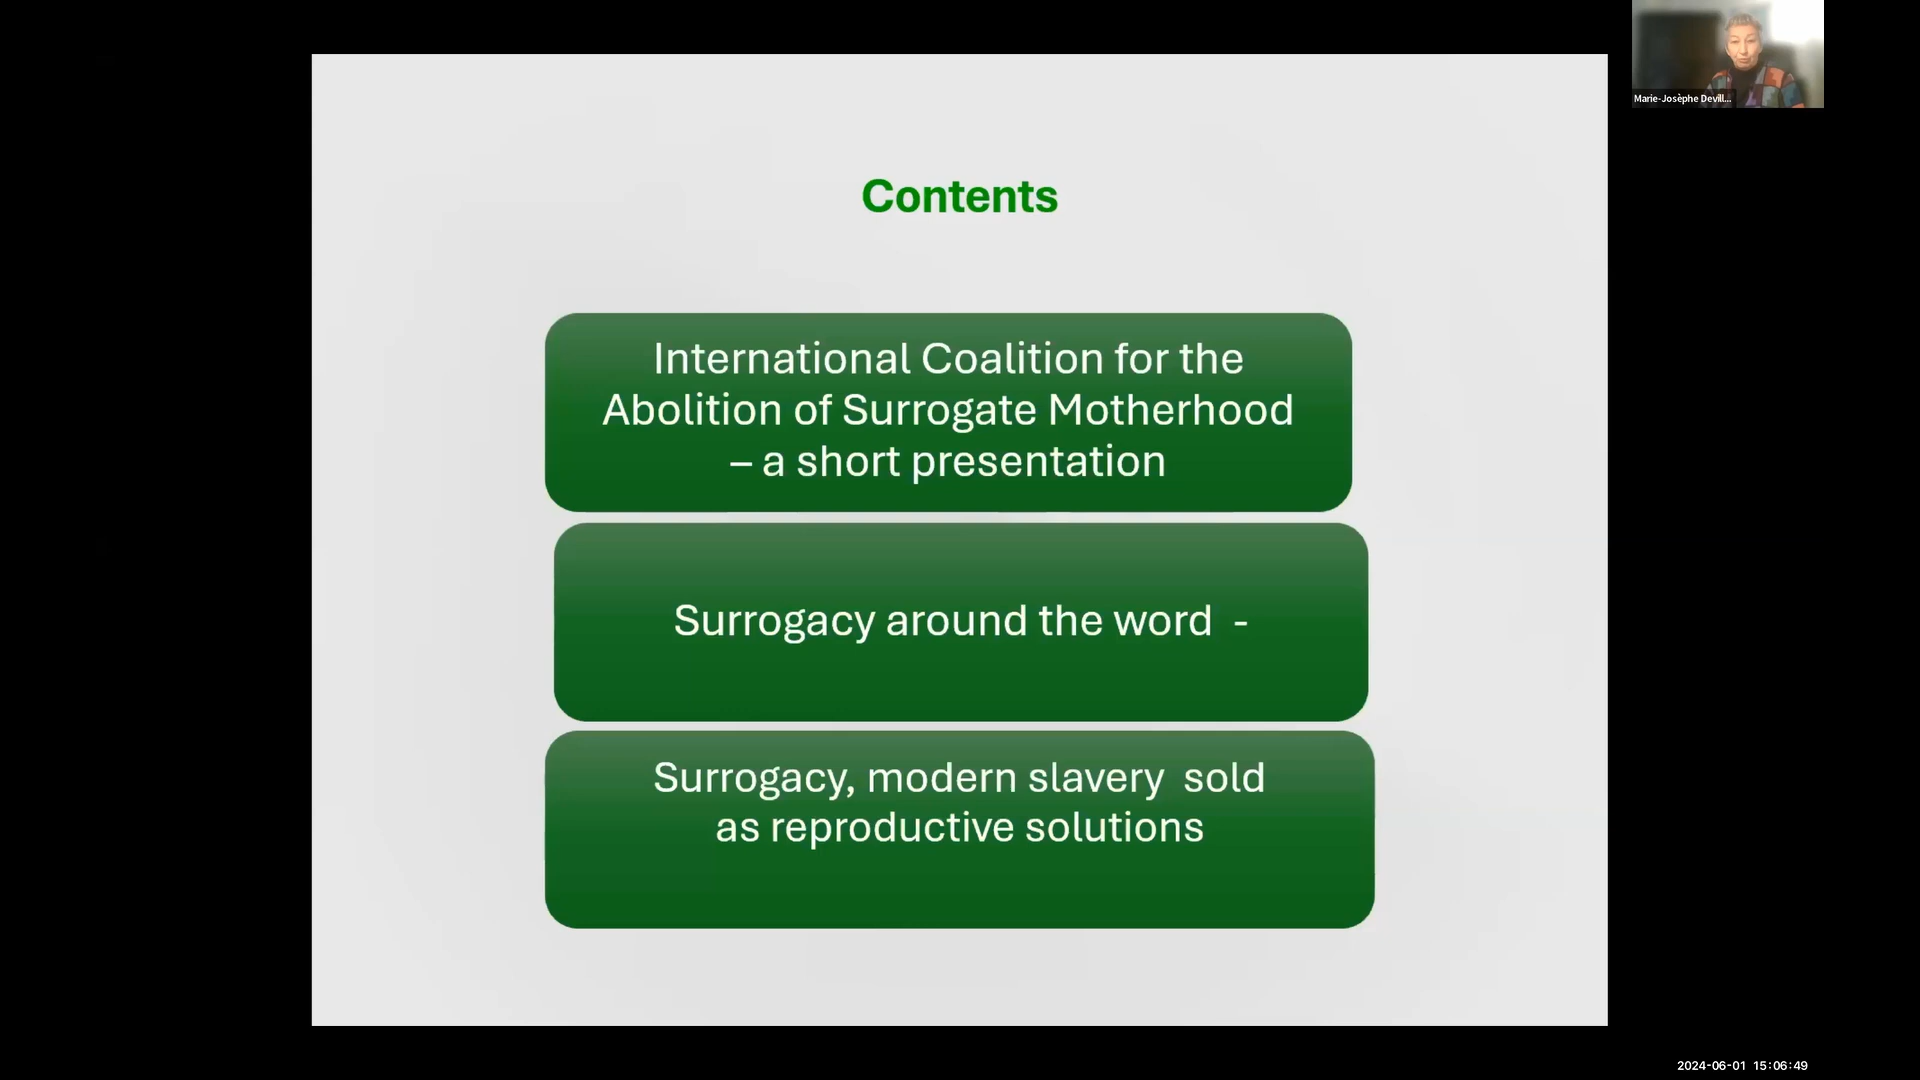 Marie-Josèphe Devill...
Contents
International Coalition for the
Abolition of Surrogate Motherhood
– a short presentation
Surrogacy around the word -
Surrogacy, modern slavery sold
as reproductive solutions
2024-06-01 15:06:49